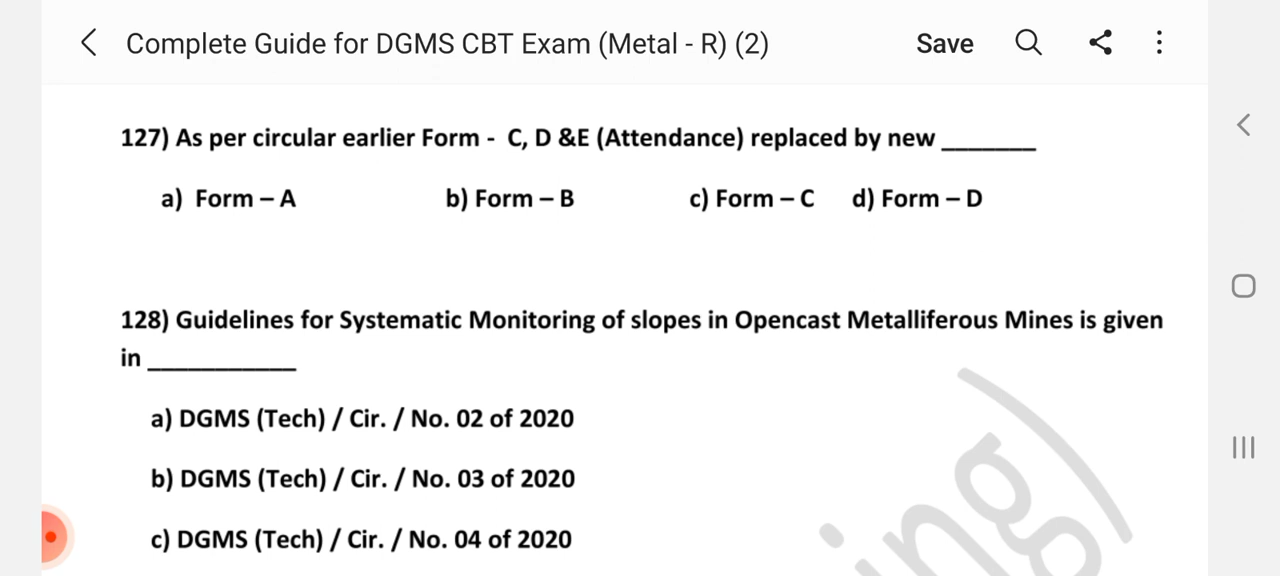 Complete Guide for DGMS CBT Exam (Metal - R) (2) Save
127) As per circular earlier Form - C, D &E (Attendance) replaced by new _______
a) Form – A b) Form – B c) Form – C d) Form – D
128) Guidelines for Systematic Monitoring of slopes in Opencast Metalliferous Mines is given
in ___________
a) DGMS (Tech) / Cir. / No. 02 of 2020
b) DGMS (Tech) / Cir. / No. 03 of 2020
c) DGMS (Tech) / Cir. / No. 04 of 2020
ing)